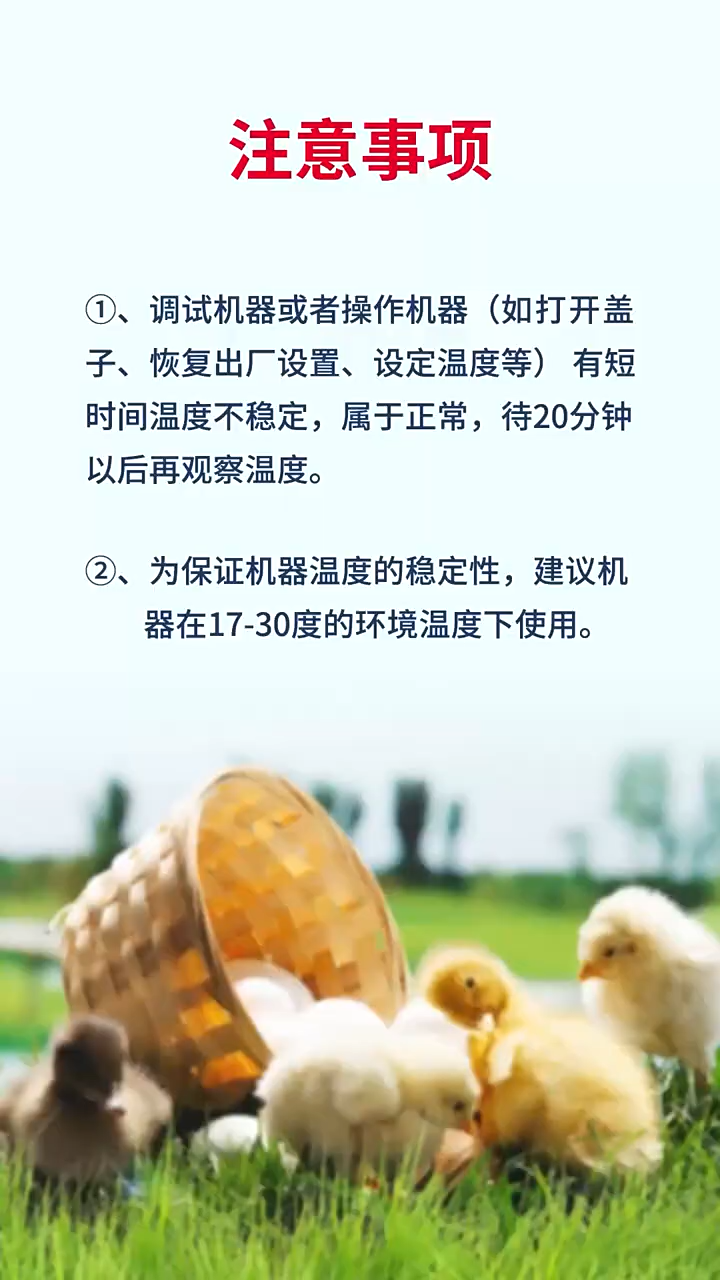 注意事项
①、调试机器或者操作机器（如打开盖
子、恢复出厂设置、设定温度等） 有短
时间温度不稳定，属于正常，待20分钟
以后再观察温度。
②、为保证机器温度的稳定性，建议机
器在17-30度的环境温度下使用。